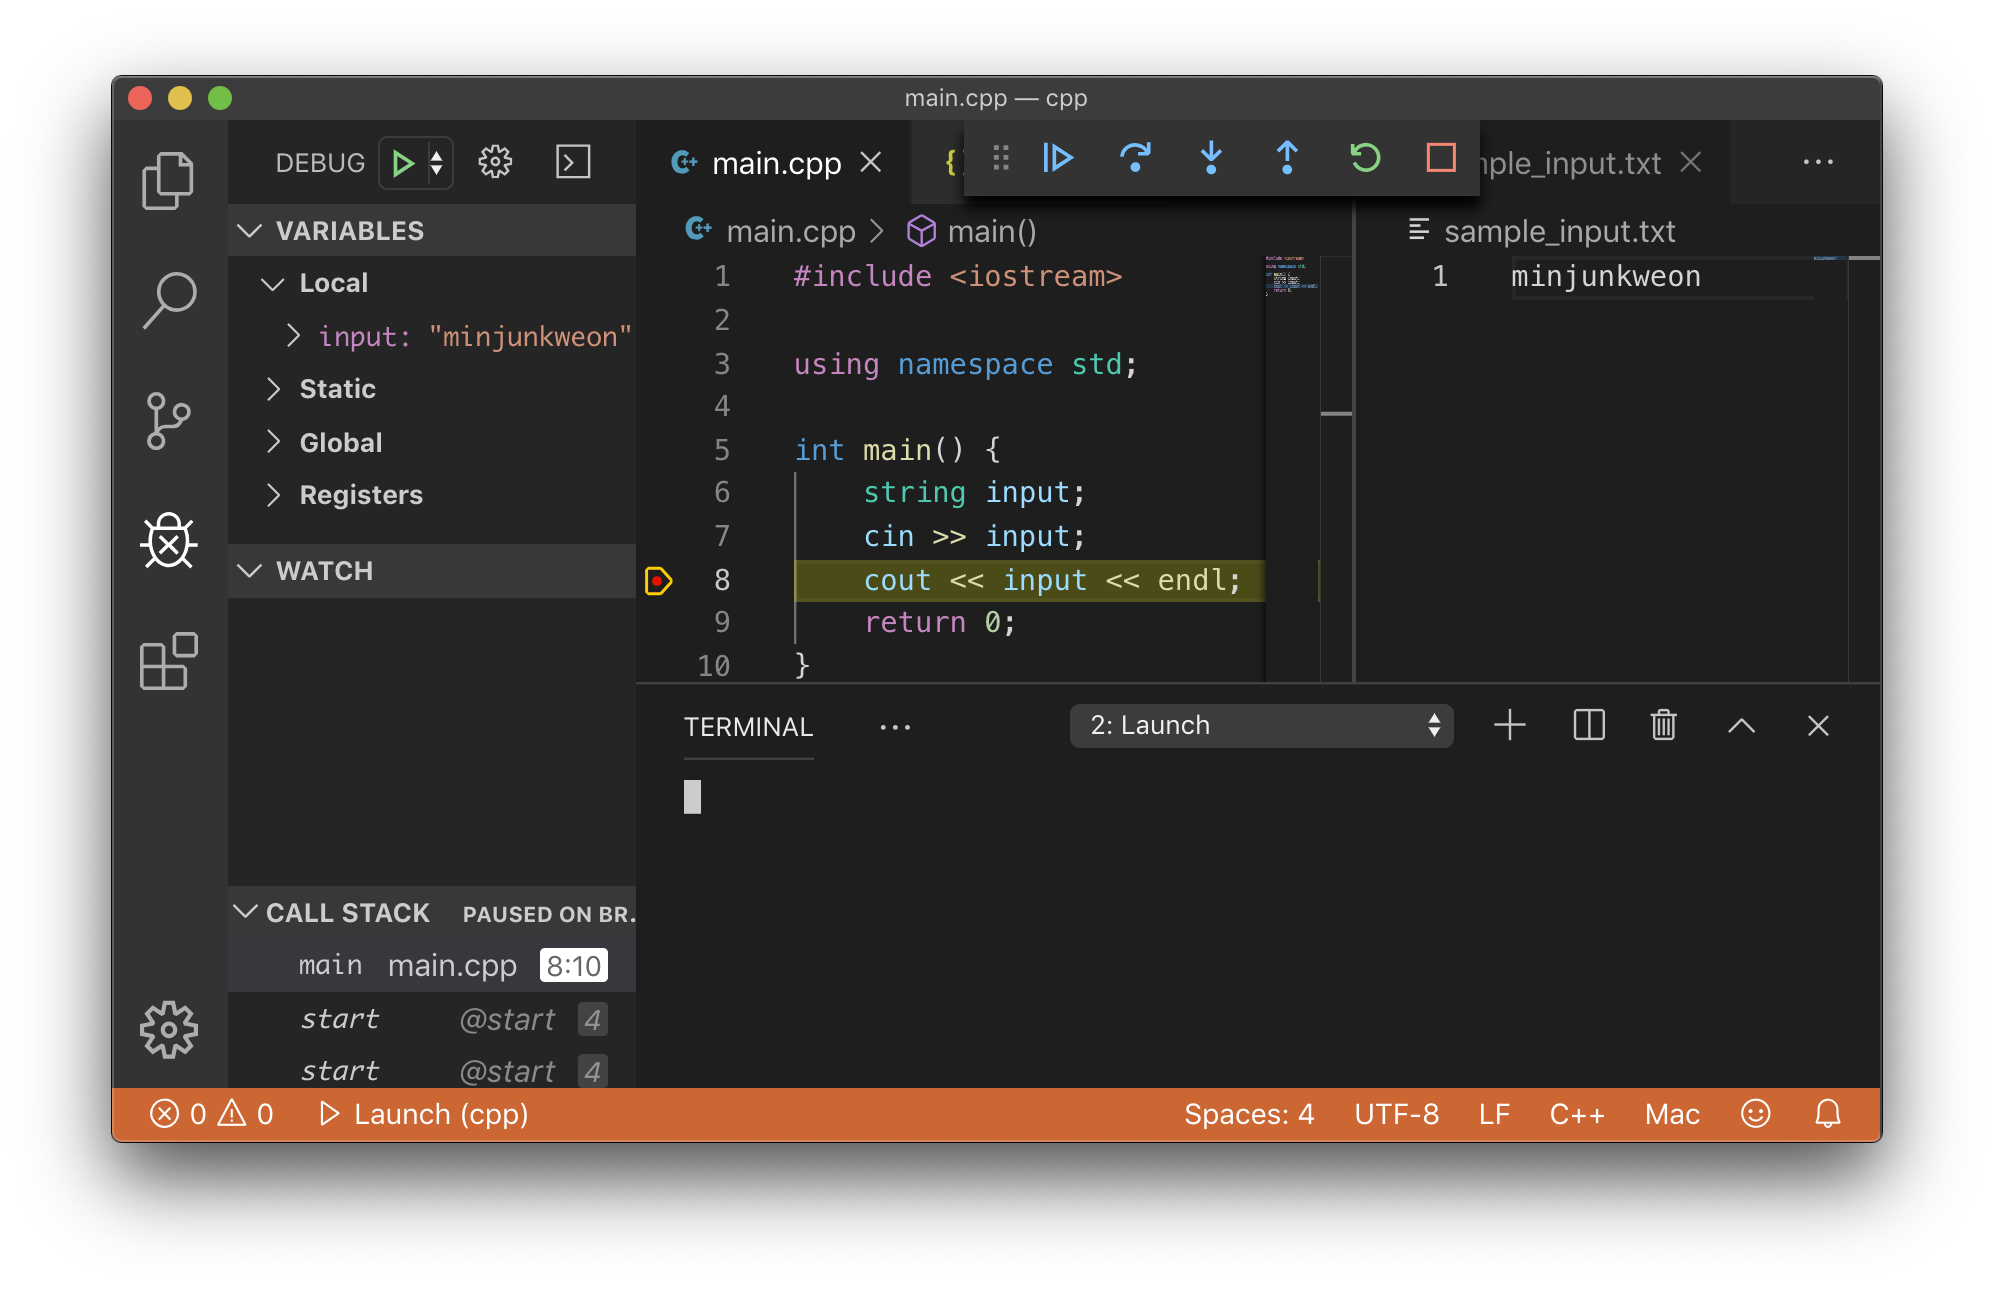 main.cpp — cpp
DEBUG
main.cpp
{}
sample_input.txt
VARIABLES
Local
input: "minjunkweon"
Static
Global
Registers
WATCH
CALL STACK PAUSED ON BR.
main main.cpp 8:10
start @start 4
start @start 4
main.cpp main()
1 #include <iostream>
2
3 using namespace std;
4
5 int main() {
6 string input;
7 cin >> input;
8 cout << input << endl;
9 return 0;
10 }
sample_input.txt
1 minjunkweon
TERMINAL
2: Launch
0 0 Launch (cpp)
Spaces: 4 UTF-8 LF C++ Mac